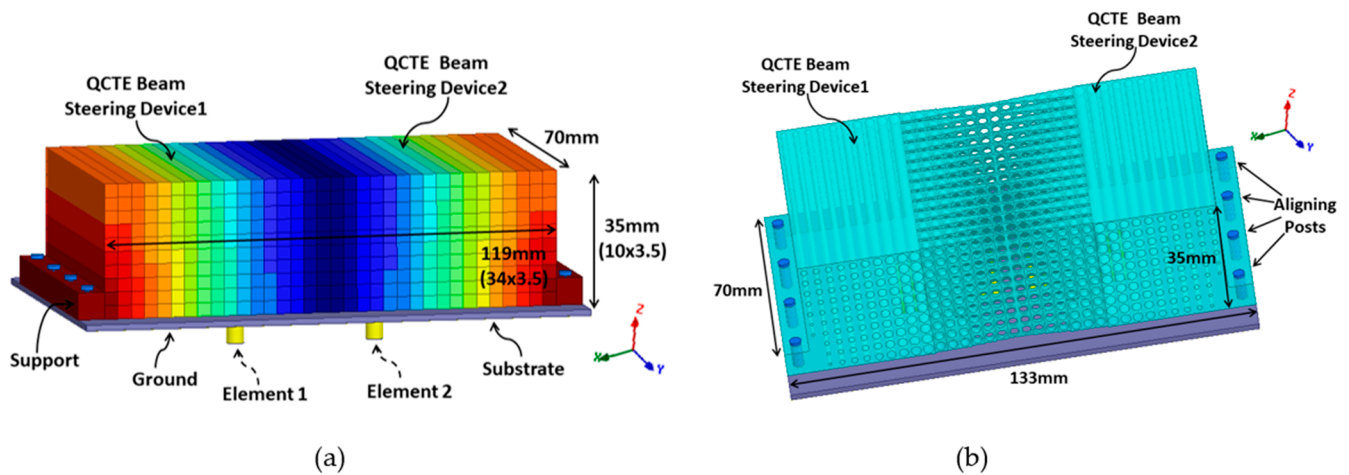 QCTE Beam
Steering Device1
QCTE Beam
Steering Device2
70mm
35mm
(10x3.5)
119mm
(34x3.5)
Support
Ground
Element 1
Element 2
Substrate
Z
X
Y
(a)
QCTE Beam
Steering Device1
QCTE Beam
Steering Device2
Z
X
Y
Aligning
Posts
70mm
35mm
133mm
(b)